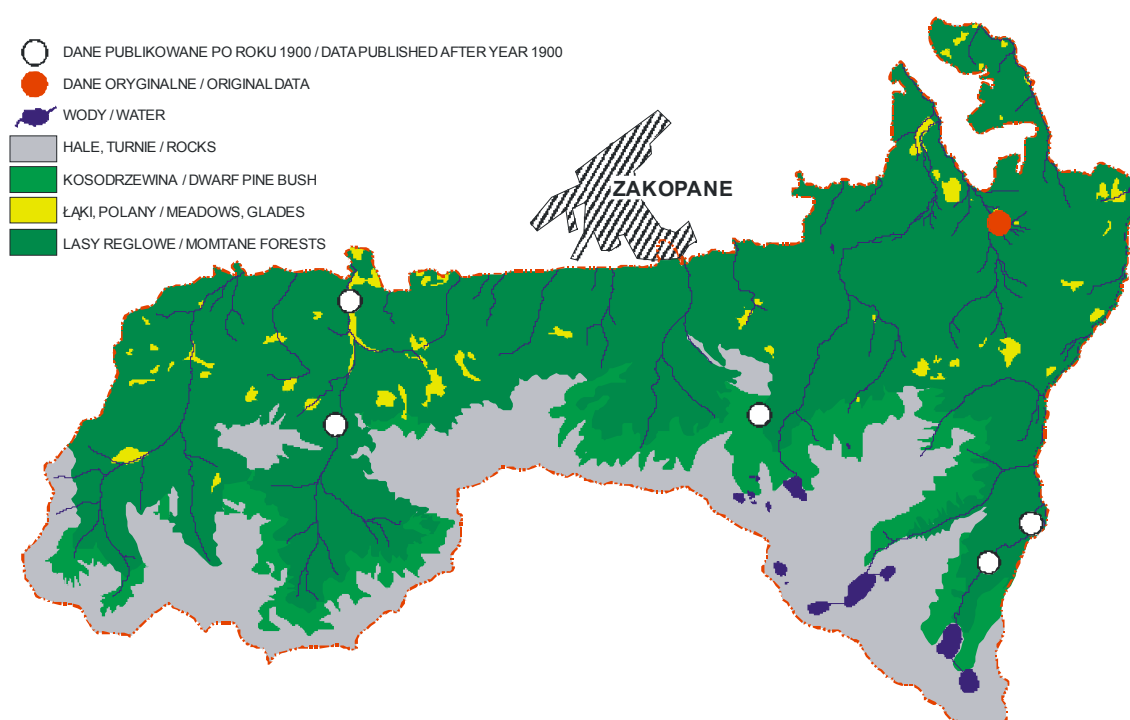 DANE PUBLIKOWANE PO ROKU 1900 / DATA PUBLISHED AFTER YEAR 1900
DANE ORYGINALNE / ORIGINAL DATA
WODY / WATER
HALE, TURNIE / ROCKS
KOSODRZEWINA / DWARF PINE BUSH
ŁĄKI, POLANY / MEADOWS, GLADES
LASY REGLOWE / MOMTANE FORESTS
ZAKOPANE